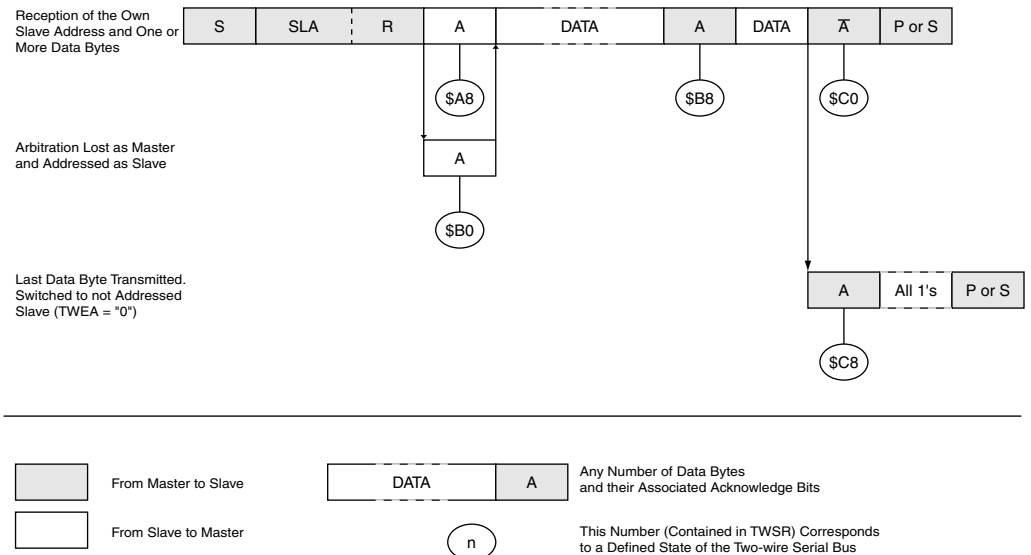 Reception of the Own
Slave Address and One or
More Data Bytes
S SLA R A DATA A DATA A̅ P or S
$A8 $B8 $C0
Arbitration Lost as Master
and Addressed as Slave
A
$B0
Last Data Byte Transmitted.
Switched to not Addressed
Slave (TWEA = "0")
A All 1's P or S
$C8
From Master to Slave
DATA A
Any Number of Data Bytes
and their Associated Acknowledge Bits
From Slave to Master
n
This Number (Contained in TWSR) Corresponds
to a Defined State of the Two-wire Serial Bus